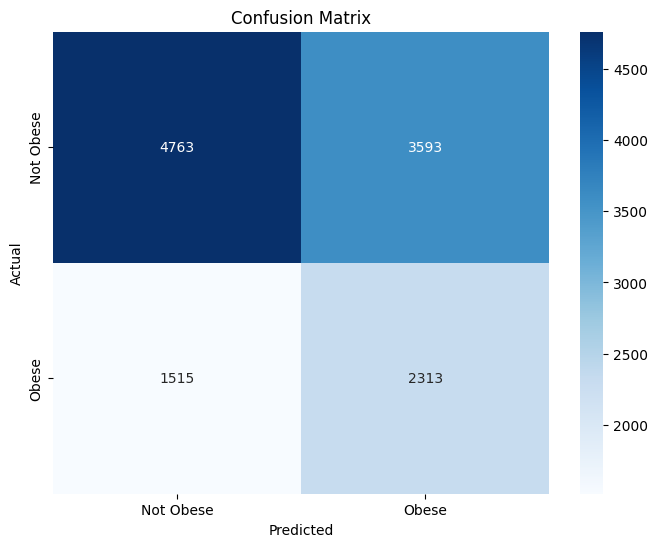 Confusion Matrix
Not Obese
4763
3593
Obese
1515
2313
Actual
Not Obese
Obese
Predicted
4500
4000
3500
3000
2500
2000